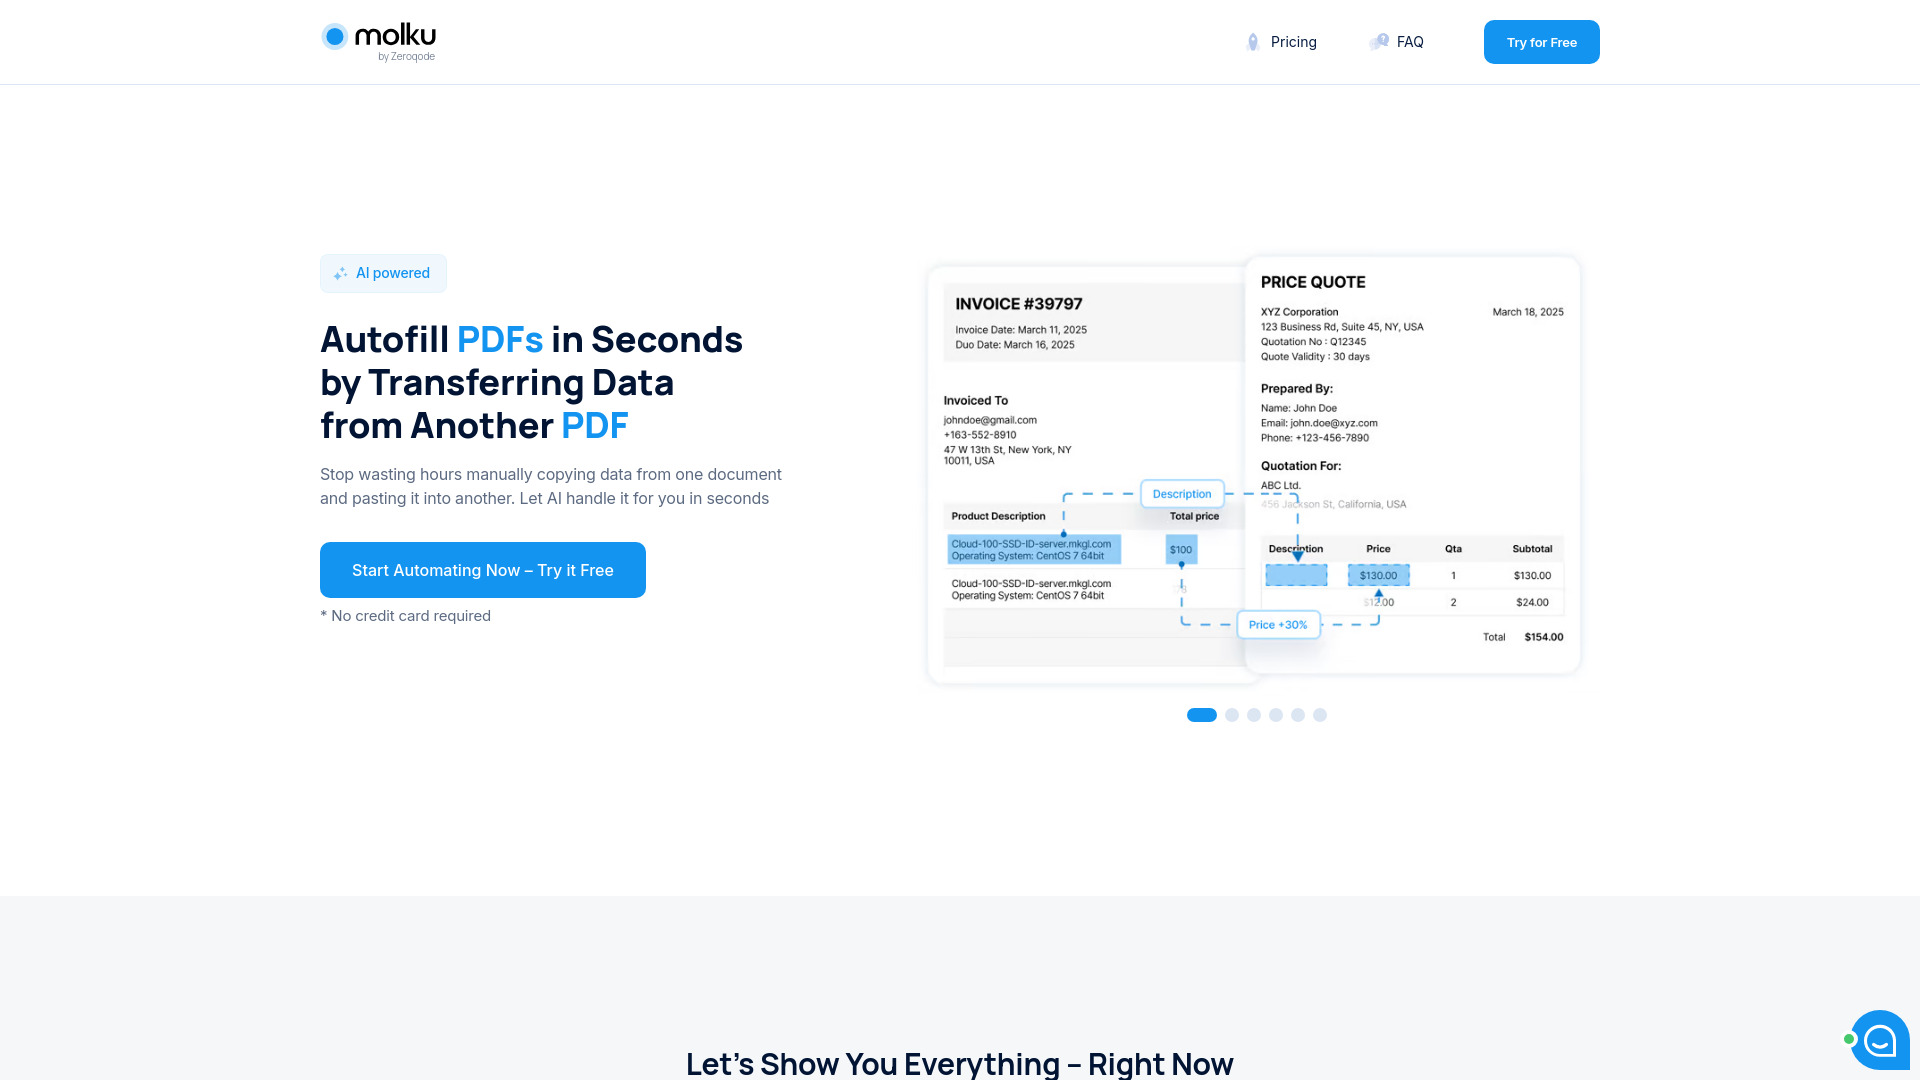 molku
by Zeroqode
Pricing
FAQ
Try for Free
AI powered
Autofill PDFs in Seconds
by Transferring Data
from Another PDF
Stop wasting hours manually copying data from one document
and pasting it into another. Let AI handle it for you in seconds
Start Automating Now – Try it Free
* No credit card required
INVOICE #39797
Invoice Date: March 11, 2025
Duo Date: March 16, 2025
Invoiced To
johndoe@gmail.com
+163-552-8910
47 W 13th St, New York, NY
10011, USA
Product Description Total price
Cloud-100-SSD-ID-server.mkgl.com
Operating System: CentOS 7 64bit
$100
Cloud-100-SSD-ID-server.mkgl.com
Operating System: CentOS 7 64bit
Description
Price +30%
PRICE QUOTE
XYZ Corporation March 18, 2025
123 Business Rd, Suite 45, NY, USA
Quotation No : Q12345
Quote Validity : 30 days
Prepared By:
Name: John Doe
Email: john.doe@xyz.com
Phone: +123-456-7890
Quotation For:
ABC Ltd.
456 Jackson St, California, USA
Description Price Qta Subtotal
$130.00 1 $130.00
$12.00 2 $24.00
Total $154.00
Let's Show You Everything – Right Now